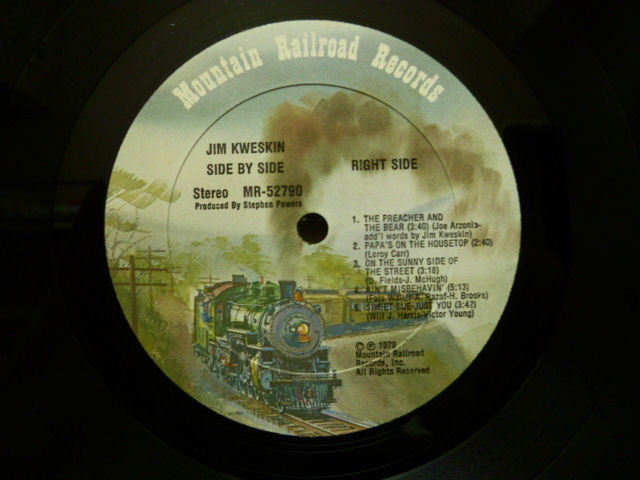 Mountain Railroad Records
JIM KWESKIN
SIDE BY SIDE
RIGHT SIDE
Stereo MR-52790
Produced By Stephen Powers
1. THE PREACHER AND
THE BEAR (3:40) (Joe Arzonia-
add'l words by Jim Kweskin)
2. PAPA'S ON THE HOUSETOP (2:40)
(Leroy Carr)
3. ON THE SUNNY SIDE OF
THE STREET (3:18)
(D. Fields-J. McHugh)
4. AIN'T MISBEHAVIN' (5:13)
(Fats Waller-A. Razaf-H. Brooks)
5. SWEET SUE-JUST YOU (3:42)
(Will J. Harris-Victor Young)
© ℗ 1979
Mountain Railroad
Records, Inc.
All Rights Reserved